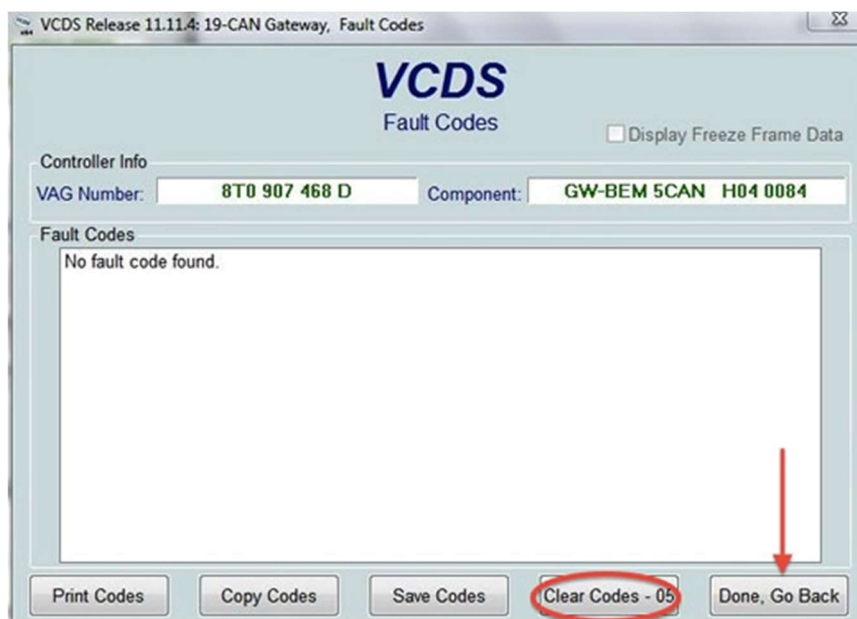 VCDS Release 11.11.4: 19-CAN Gateway, Fault Codes
VCDS
Fault Codes
Display Freeze Frame Data
Controller Info
VAG Number: 8T0 907 468 D Component: GW-BEM 5CAN H04 0084
Fault Codes
No fault code found.
Print Codes Copy Codes Save Codes Clear Codes - 05 Done, Go Back